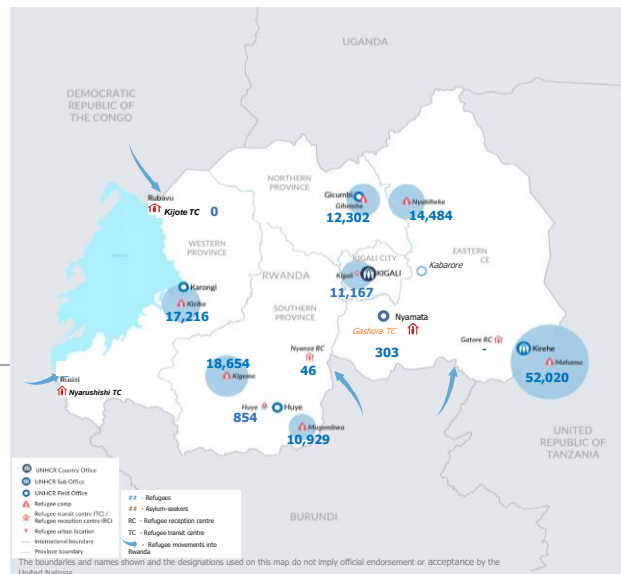 UGANDA
DEMOCRATIC
REPUBLIC OF
THE CONGO
NORTHERN
PROVINCE
Rubavu
Kijote TC 0
Gicumbi
Gihembe
12,302
Nyabiheke
14,484
WESTERN
PROVINCE
KIGALI CITY
EASTERN
CE
Kigali
KIGALI
Kabarore
RWANDA
11,167
Karongi
Kiziba
17,216
SOUTHERN
PROVINCE
Nyamata
Gashora TC
303
Nyanza RC
46
Gatore RC
-
Kirehe
Mahama
52,020
18,654
Kigeme
Rusizi
Nyarushishi TC
Huye
Huye
854
Mugombwa
10,929
UNITED
REPUBLIC OF
TANZANIA
BURUNDI
UNHCR Country Office
UNHCR Sub Office
UNHCR Field Office
Refugee camp
Refugee transit centre (TC) /
Refugee reception centre (RC)
Refugee urban location
International boundary
Province boundary
## - Refugees
## - Asylum-seekers
RC - Refugee reception centre
TC - Refugee transit centre
- Refugee movements into
Rwanda
The boundaries and names shown and the designations used on this map do not imply official endorsement or acceptance by the
United Nations